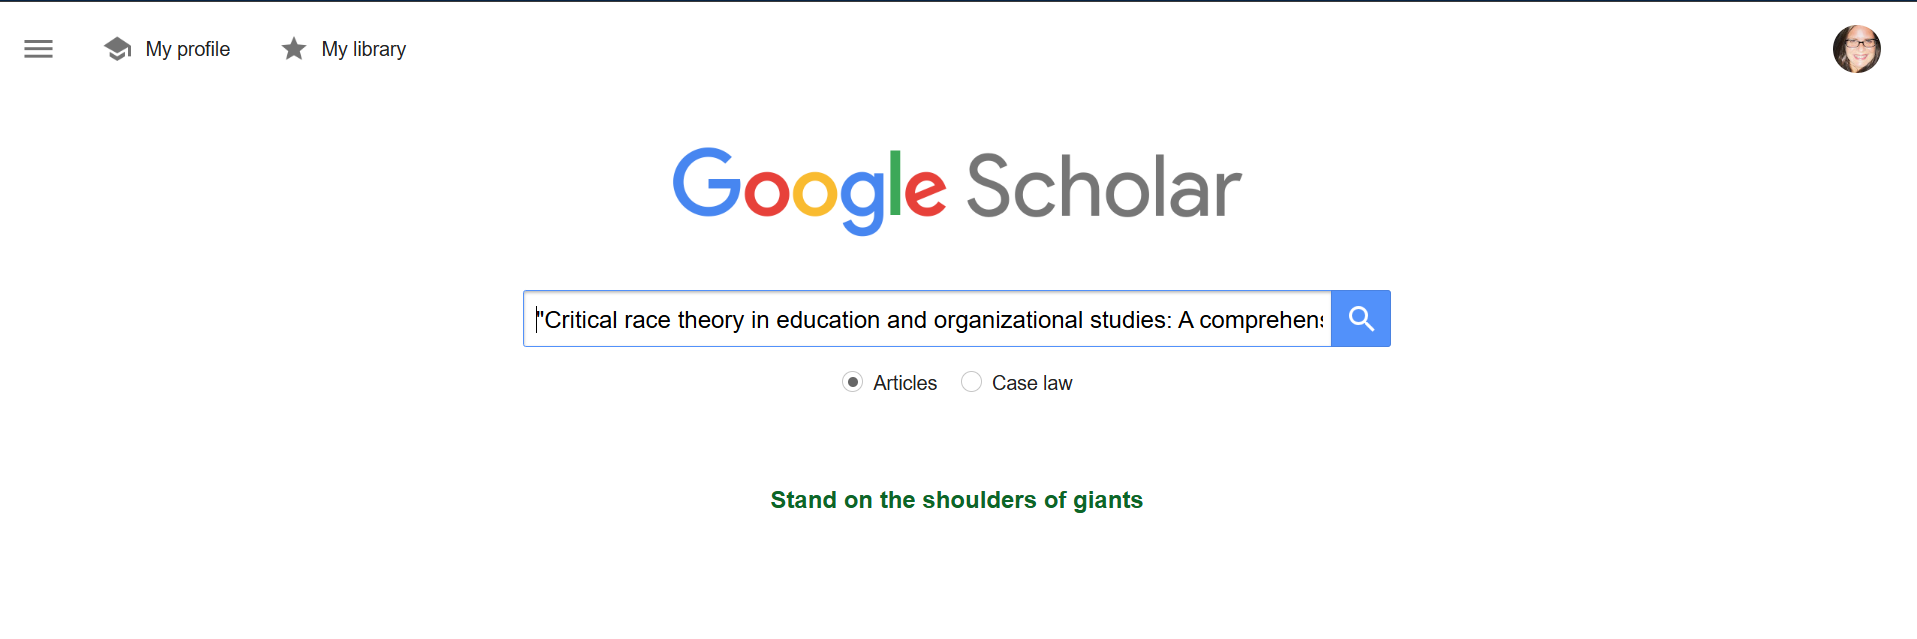 My profile
My library
Google Scholar
"Critical race theory in education and organizational studies: A comprehens
Articles
Case law
Stand on the shoulders of giants